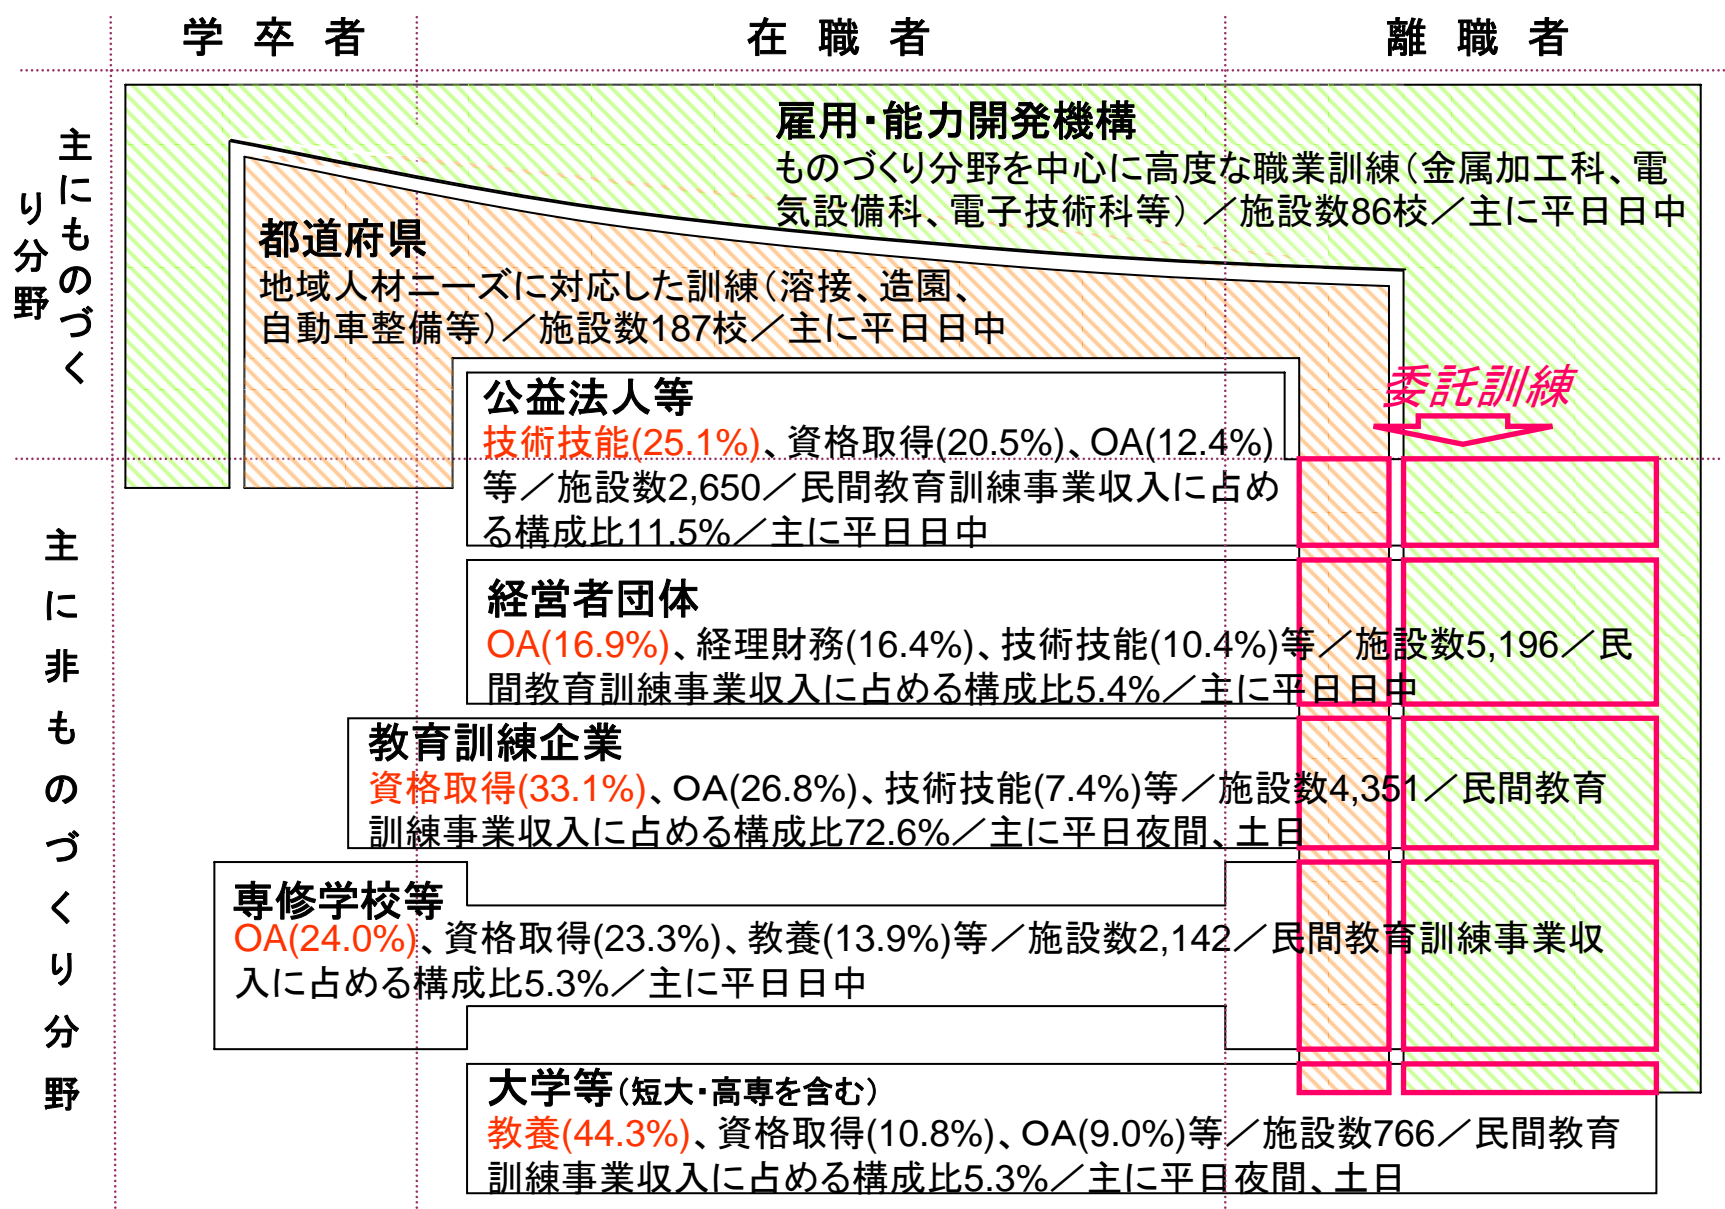 学 卒 者
在 職 者
離 職 者
主にものづく
り分野
雇用・能力開発機構
ものづくり分野を中心に高度な職業訓練（金属加工科、電
気設備科、電子技術科等）／施設数86校／主に平日日中
都道府県
地域人材ニーズに対応した訓練（溶接、造園、
自動車整備等）／施設数187校／主に平日日中
委託訓練
公益法人等
技術技能(25.1%)、資格取得(20.5%)、OA(12.4%)
等／施設数2,650／民間教育訓練事業収入に占め
る構成比11.5%／主に平日日中
主に非ものづくり分野
経営者団体
OA(16.9%)、経理財務(16.4%)、技術技能(10.4%)等／施設数5,196／民
間教育訓練事業収入に占める構成比5.4%／主に平日日中
教育訓練企業
資格取得(33.1%)、OA(26.8%)、技術技能(7.4%)等／施設数4,351／民間教育
訓練事業収入に占める構成比72.6%／主に平日夜間、土日
専修学校等
OA(24.0%)、資格取得(23.3%)、教養(13.9%)等／施設数2,142／民間教育訓練事業収
入に占める構成比5.3%／主に平日日中
大学等（短大・高専を含む）
教養(44.3%)、資格取得(10.8%)、OA(9.0%)等／施設数766／民間教育
訓練事業収入に占める構成比5.3%／主に平日夜間、土日